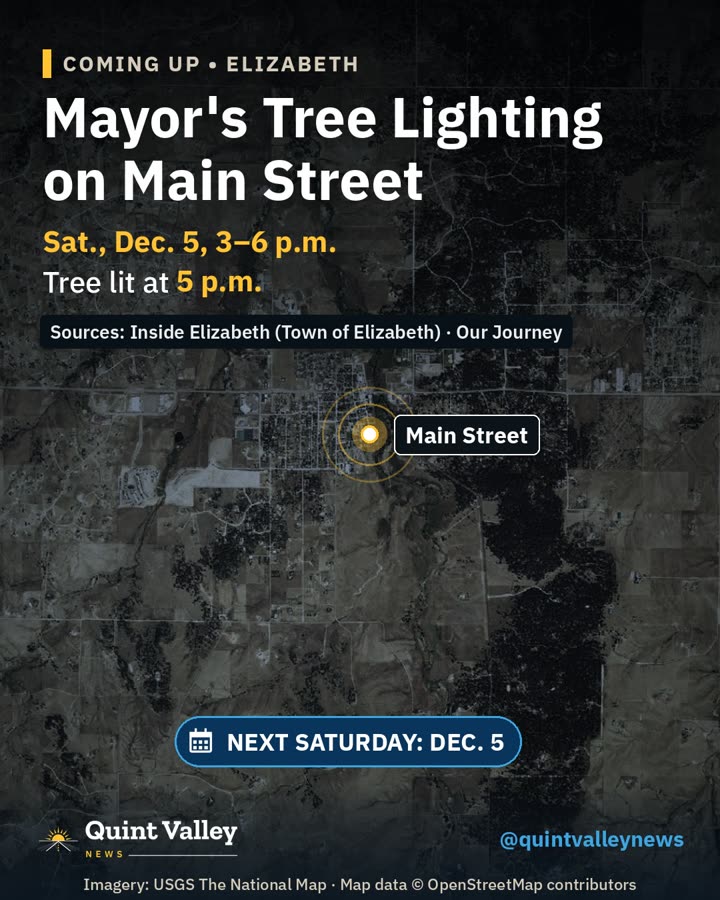 COMING UP • ELIZABETH
Mayor's Tree Lighting
on Main Street
Sat., Dec. 5, 3–6 p.m.
Tree lit at 5 p.m.
Sources: Inside Elizabeth (Town of Elizabeth) · Our Journey
Main Street
NEXT SATURDAY: DEC. 5
Quint Valley
NEWS
@quintvalleynews
Imagery: USGS The National Map · Map data © OpenStreetMap contributors